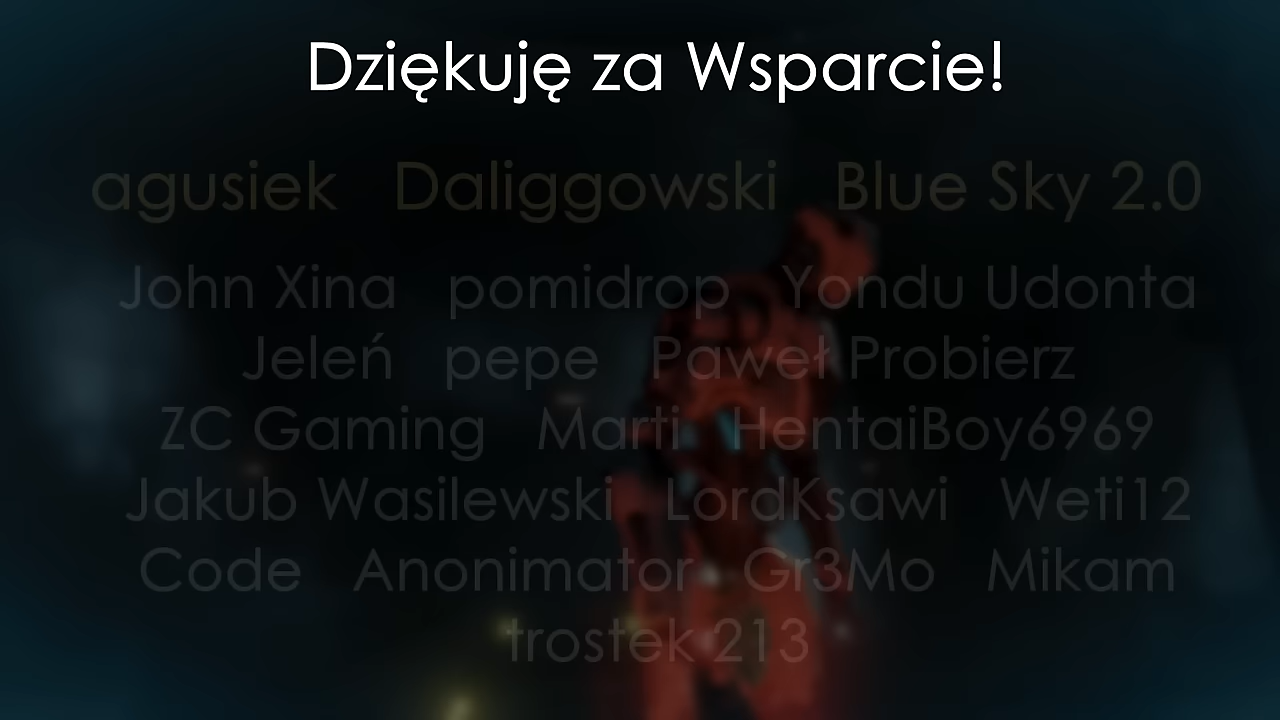 Dziękuję za Wsparcie!
agusiek Daliggowski Blue Sky 2.0
John Xina pomidrop Yondu Udonta
Jeleń pepe Paweł Probierz
ZC Gaming Marti HentaiBoy6969
Jakub Wasilewski LordKsawi Weti12
Code Anonimator Gr3Mo Mikam
trostek 213